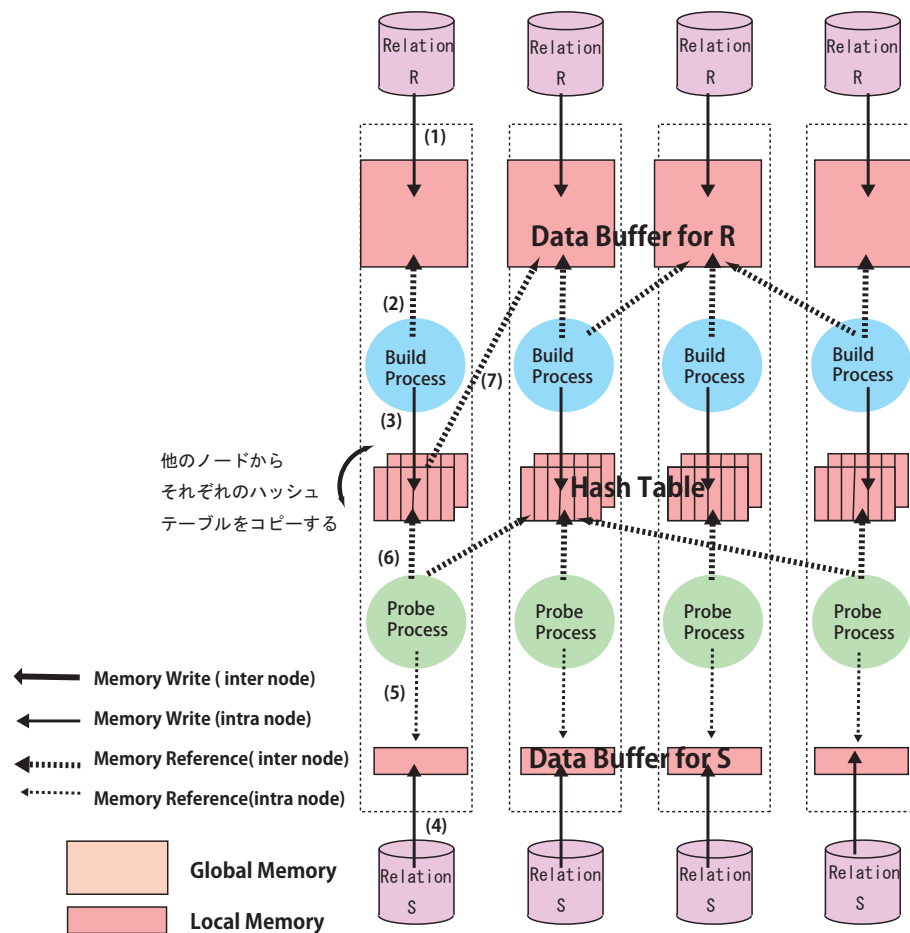 Relation Relation Relation Relation
R R R R
(1)
Data Buffer for R
(2)
Build Process Build Process Build Process Build Process
(7)
(3)
他のノードから
それぞれのハッシュ
テーブルをコピーする
Hash Table
(6)
Probe Process Probe Process Probe Process Probe Process
(5)
Memory Write ( inter node)
Memory Write (intra node)
Memory Reference( inter node)
Memory Reference(intra node)
Data Buffer for S
(4)
Relation Relation Relation Relation
S S S S
Global Memory
Local Memory